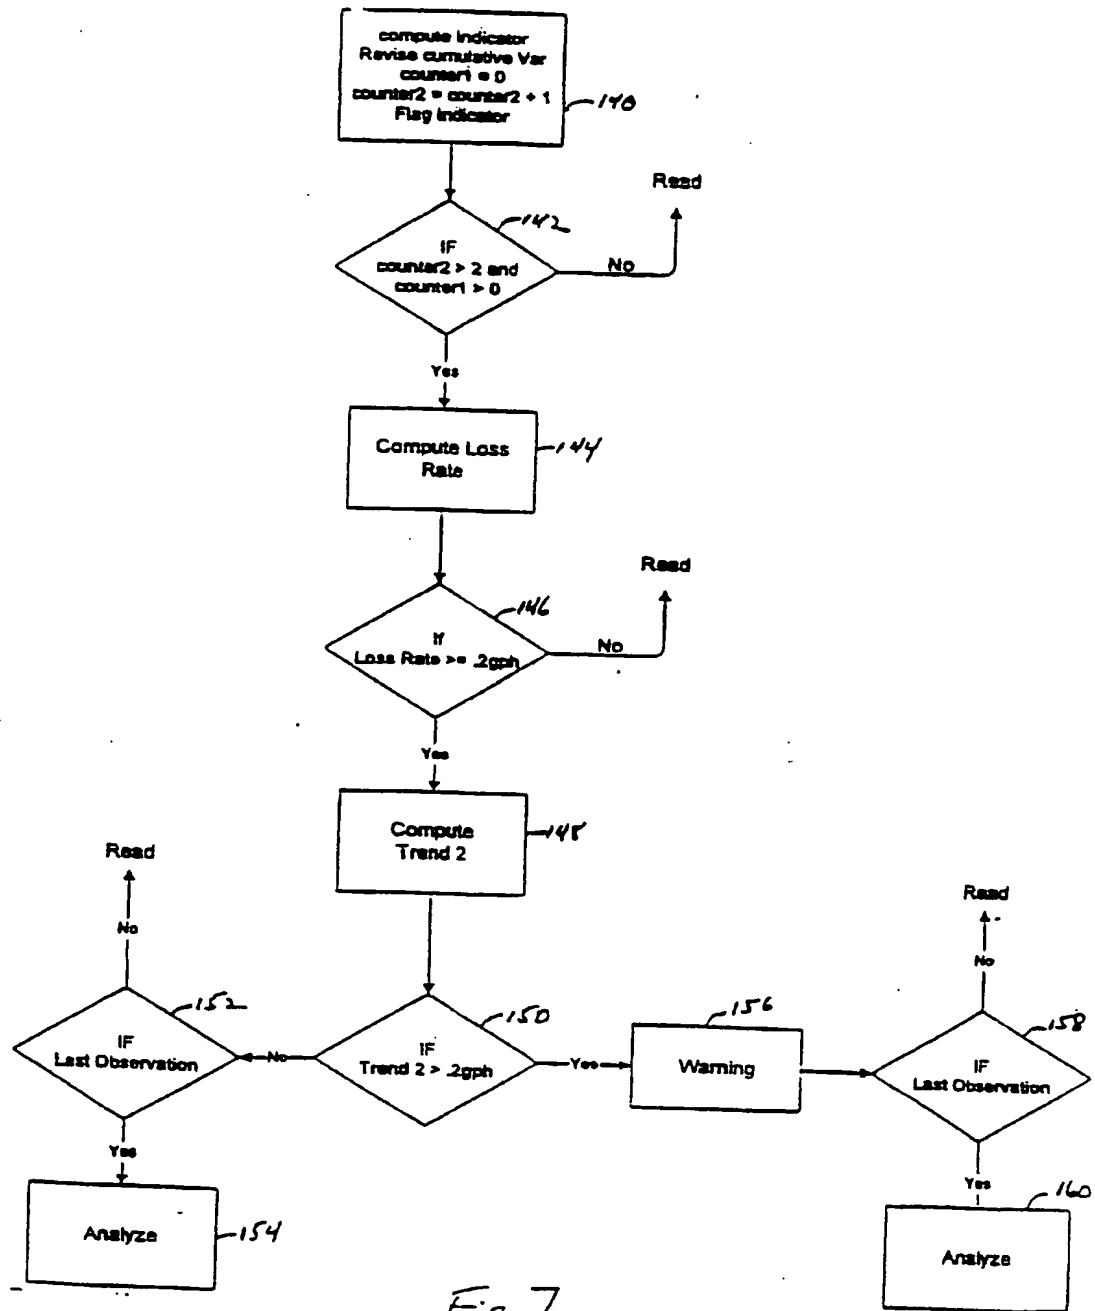 compute Indicator
Revise cumulative Var
counter1 = 0
counter2 = counter2 + 1
Flag Indicator
140
Read
142
IF
counter2 > 2 and
counter1 > 0
No
Yes
Compute Loss
Rate
144
Read
146
If
Loss Rate >= .2gph
No
Yes
Compute
Trend 2
148
Read
No
152
IF
Last Observation
No
150
IF
Trend 2 > .2gph
Yes
156
Warning
Read
No
158
IF
Last Observation
Yes
Analyze
154
Yes
160
Analyze
Fig 7